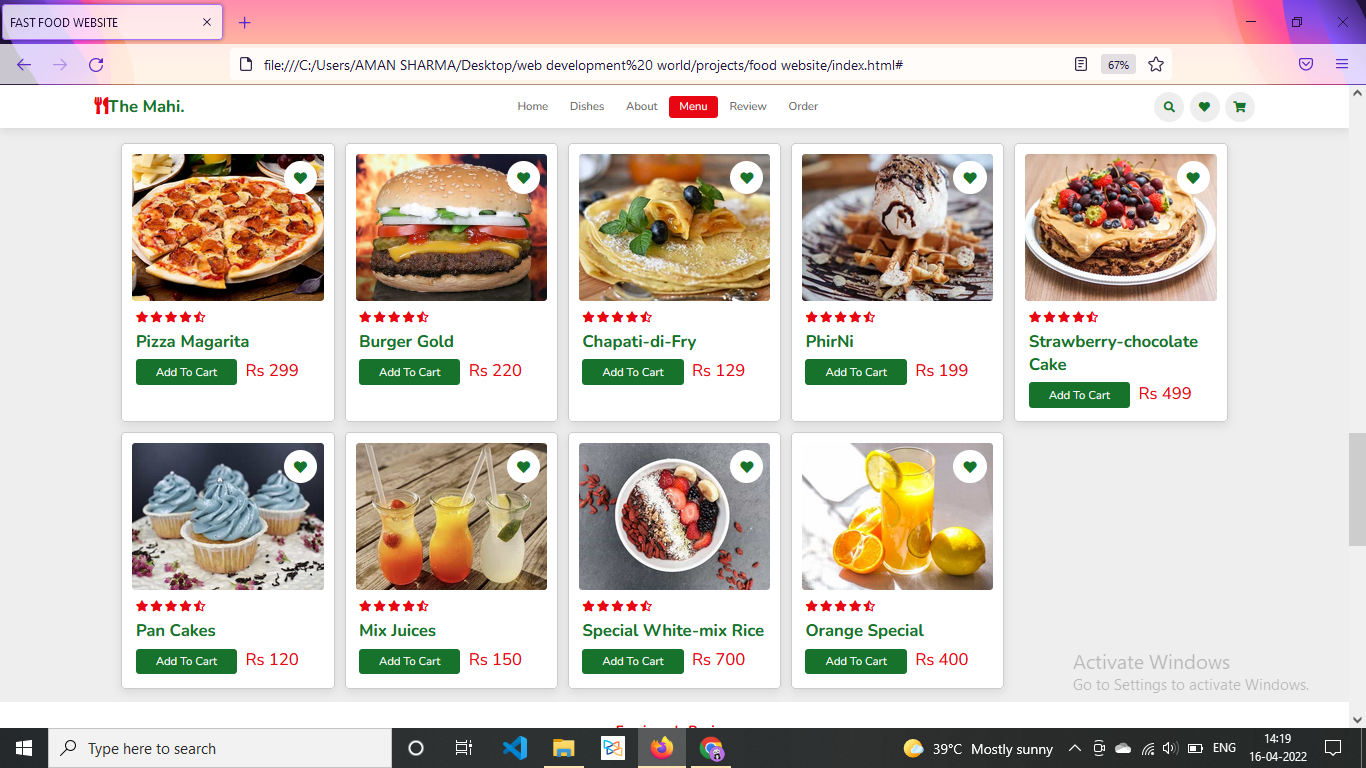 FAST FOOD WEBSITE
file:///C:/Users/AMAN SHARMA/Desktop/web development%20 world/projects/food website/index.html#
67%
The Mahi.
Home Dishes About Menu Review Order
Pizza Magarita
Add To Cart Rs 299
Burger Gold
Add To Cart Rs 220
Chapati-di-Fry
Add To Cart Rs 129
PhirNi
Add To Cart Rs 199
Strawberry-chocolate
Cake
Add To Cart Rs 499
Pan Cakes
Add To Cart Rs 120
Mix Juices
Add To Cart Rs 150
Special White-mix Rice
Add To Cart Rs 700
Orange Special
Add To Cart Rs 400
Activate Windows
Go to Settings to activate Windows.
Type here to search
39°C Mostly sunny
ENG
14:19
16-04-2022